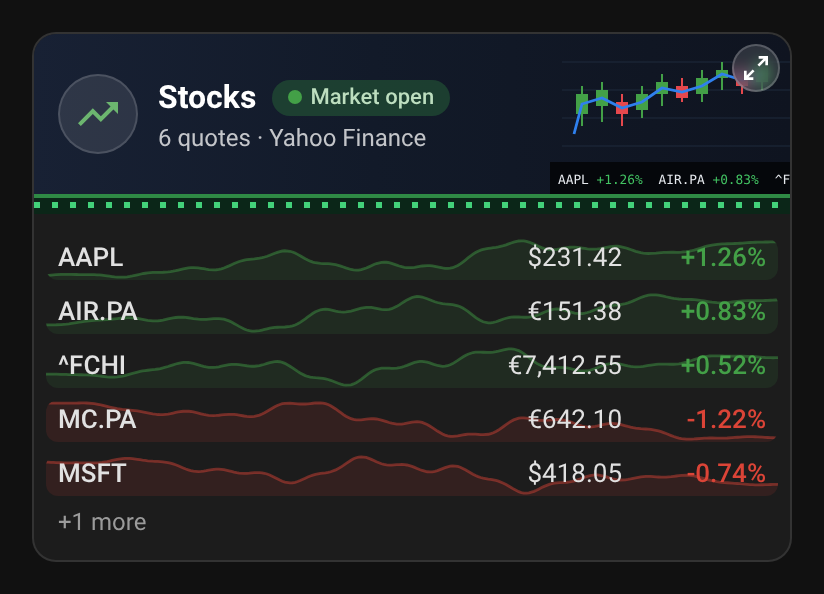 Stocks
Market open
6 quotes · Yahoo Finance
AAPL +1.26% AIR.PA +0.83% ^F
AAPL $231.42 +1.26%
AIR.PA €151.38 +0.83%
^FCHI €7,412.55 +0.52%
MC.PA €642.10 -1.22%
MSFT $418.05 -0.74%
+1 more